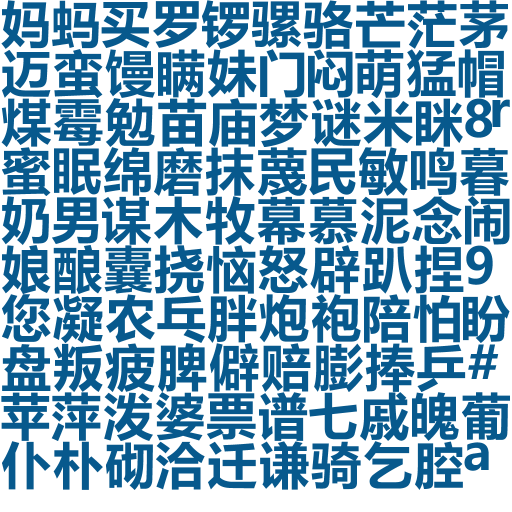 妈蚂买罗锣骡骆芒茫茅
迈蛮馒瞒妹门闷萌猛帽
煤霉勉苗庙梦谜米眯8r
蜜眠绵磨抹蔑民敏鸣暮
奶男谋木牧幕慕泥念闹
娘酿囊挠恼怒辟趴捏9
您凝农乓胖炮袍陪怕盼
盘叛疲脾僻赔膨捧乒#
苹萍泼婆票谱七戚魄葡
仆朴砌洽迁谦骑乞腔a